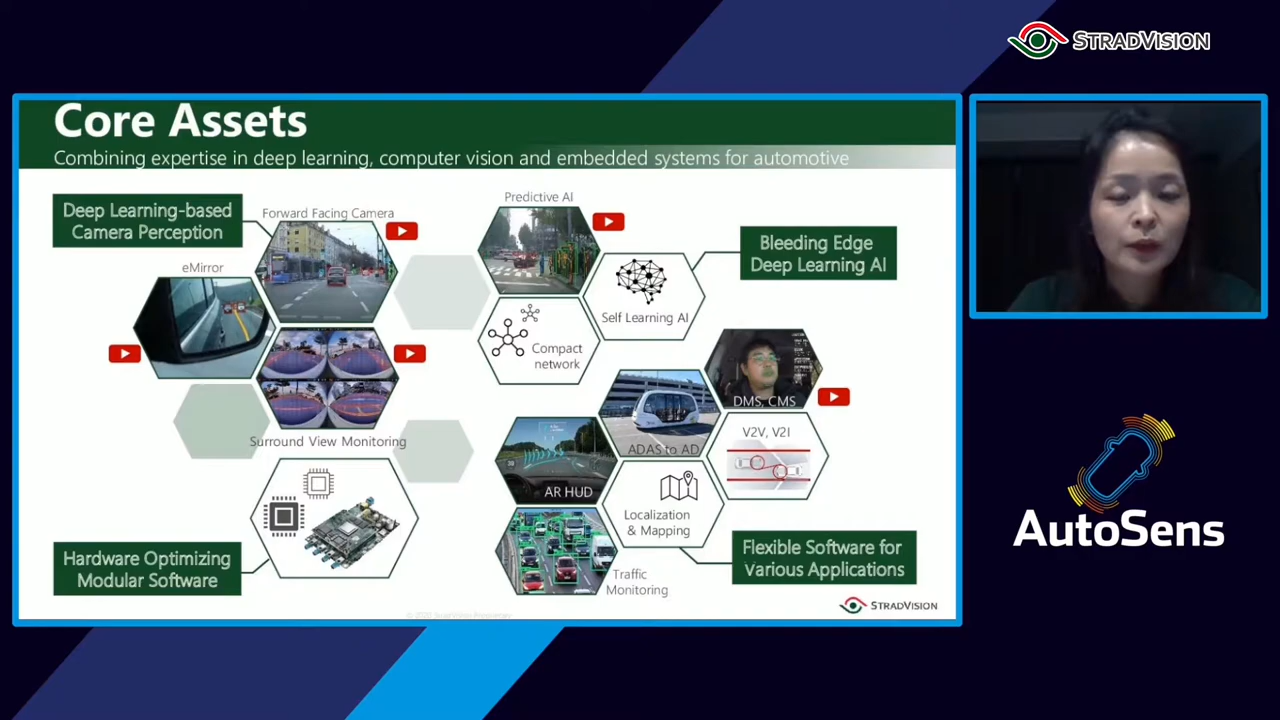 STRADVISION
Core Assets
Combining expertise in deep learning, computer vision and embedded systems for automotive
Deep Learning-based
Camera Perception
Forward Facing Camera
eMirror
Surround View Monitoring
Predictive AI
Self Learning AI
Compact
network
Bleeding Edge
Deep Learning AI
DMS, CMS
V2V, V2I
ADAS to AD
AR HUD
Localization
& Mapping
Traffic
Monitoring
Hardware Optimizing
Modular Software
Flexible Software for
Various Applications
STRADVISION
AutoSens